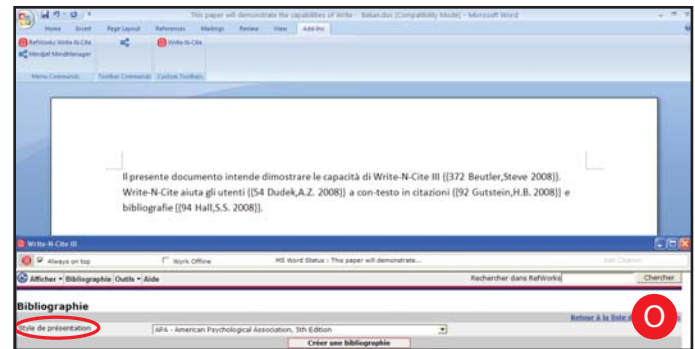 This paper will demonstrate the capabilities of Write - Italian.doc [Compatibility Mode] - Microsoft Word
Home Insert Page Layout References Mailings Review View Add-Ins
RefWorks Write-N-Cite Write-N-Cite
Mindjet MindManager
Menu Commands Toolbar Commands Custom Toolbars
Il presente documento intende dimostrare le capacità di Write-N-Cite III {{372 Beutler,Steve 2008}}.
Write-N-Cite aiuta gli utenti {{54 Dudek,A.Z. 2008}} a con-testo in citazioni {{92 Gutstein,H.B. 2008}} e
bibliografie {{94 Hall,S.S. 2008}}.
Write-N-Cite III
Always on top Work Offline MS Word Status : This paper will demonstrate... Edit Citation
Afficher Bibliographie Outils Aide Rechercher dans RefWorks Chercher
Bibliographie
Retour à la liste
Style de présentation APA - American Psychological Association, 5th Edition
O
Créer une bibliographie